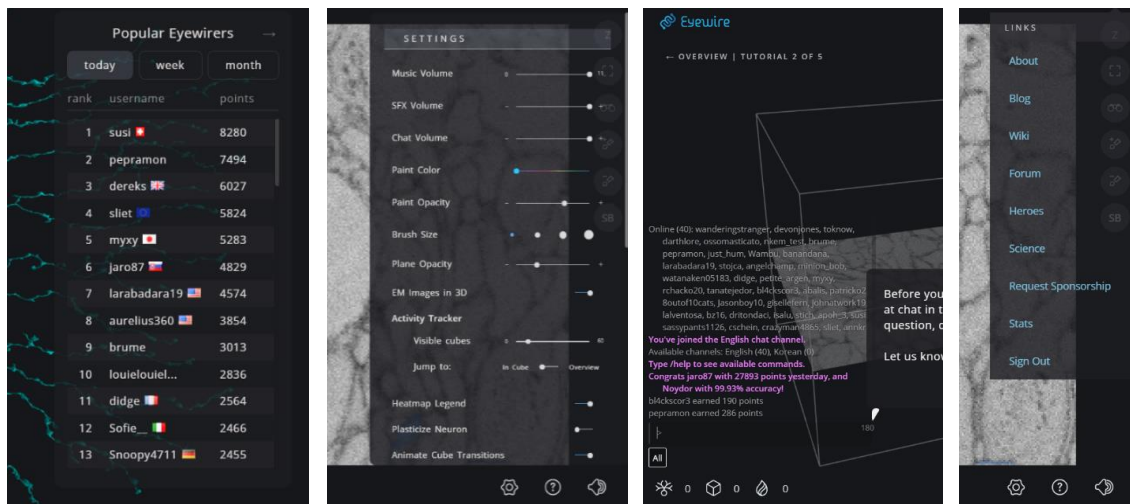 Popular Eyewirers →
today week month
rank username points
1 susi 8280
2 pepramon 7494
3 dereks 6027
4 sliet 5824
5 myxy 5283
6 jaro87 4829
7 larabadara19 4574
8 aurelius360 3854
9 brume 3013
10 louielouiel... 2836
11 didge 2564
12 Sofie__ 2466
13 Snoopy4711 2455
SETTINGS
Music Volume 0
SFX Volume - +
Chat Volume - +
Paint Color
Paint Opacity - +
Brush Size
Plane Opacity - +
EM Images in 3D
Activity Tracker
Visible cubes 0 60
Jump to: In Cube Overview
Heatmap Legend
Plasticize Neuron
Animate Cube Transitions
Eyewire
← OVERVIEW | TUTORIAL 2 OF 5
Online (40): wanderingstranger, devonjones, toknow,
darthlore, ossomasticato, nkem_test, brume,
pepramon, just_hum, Wambu, banandana,
larabadara19, stojca, angelchamp, minion_bob,
watanaken05183, didge, petite_argen, myxy,
rchacko20, tanatejedor, bl4ckscor3, abalis, patricko2
8outof10cats, Jasonboy10, gisellefern, johnatwork19
lalventosa, bz16, dritondaci, isalu, stich, apoh_3, susi
sassypants1126, cschein, crazyman4865, sliet, annkri
You've joined the English chat channel.
Available channels: English (40), Korean (0)
Type /help to see available commands.
Congrats jaro87 with 27893 points yesterday, and
Noydor with 99.93% accuracy!
bl4ckscor3 earned 190 points
pepramon earned 286 points
All
0 0 0
Before you
at chat in t
question, c
Let us know
180
LINKS
About
Blog
Wiki
Forum
Heroes
Science
Request Sponsorship
Stats
Sign Out
Z
SB